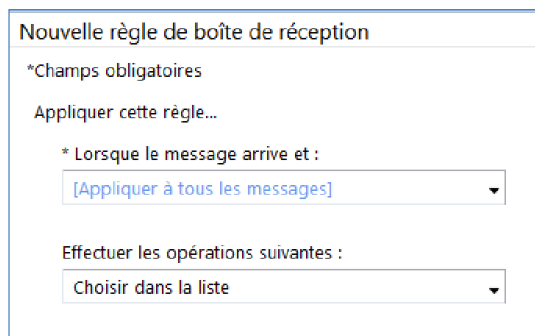 Nouvelle règle de boîte de réception
*Champs obligatoires
Appliquer cette règle...
* Lorsque le message arrive et :
[Appliquer à tous les messages]
Effectuer les opérations suivantes :
Choisir dans la liste